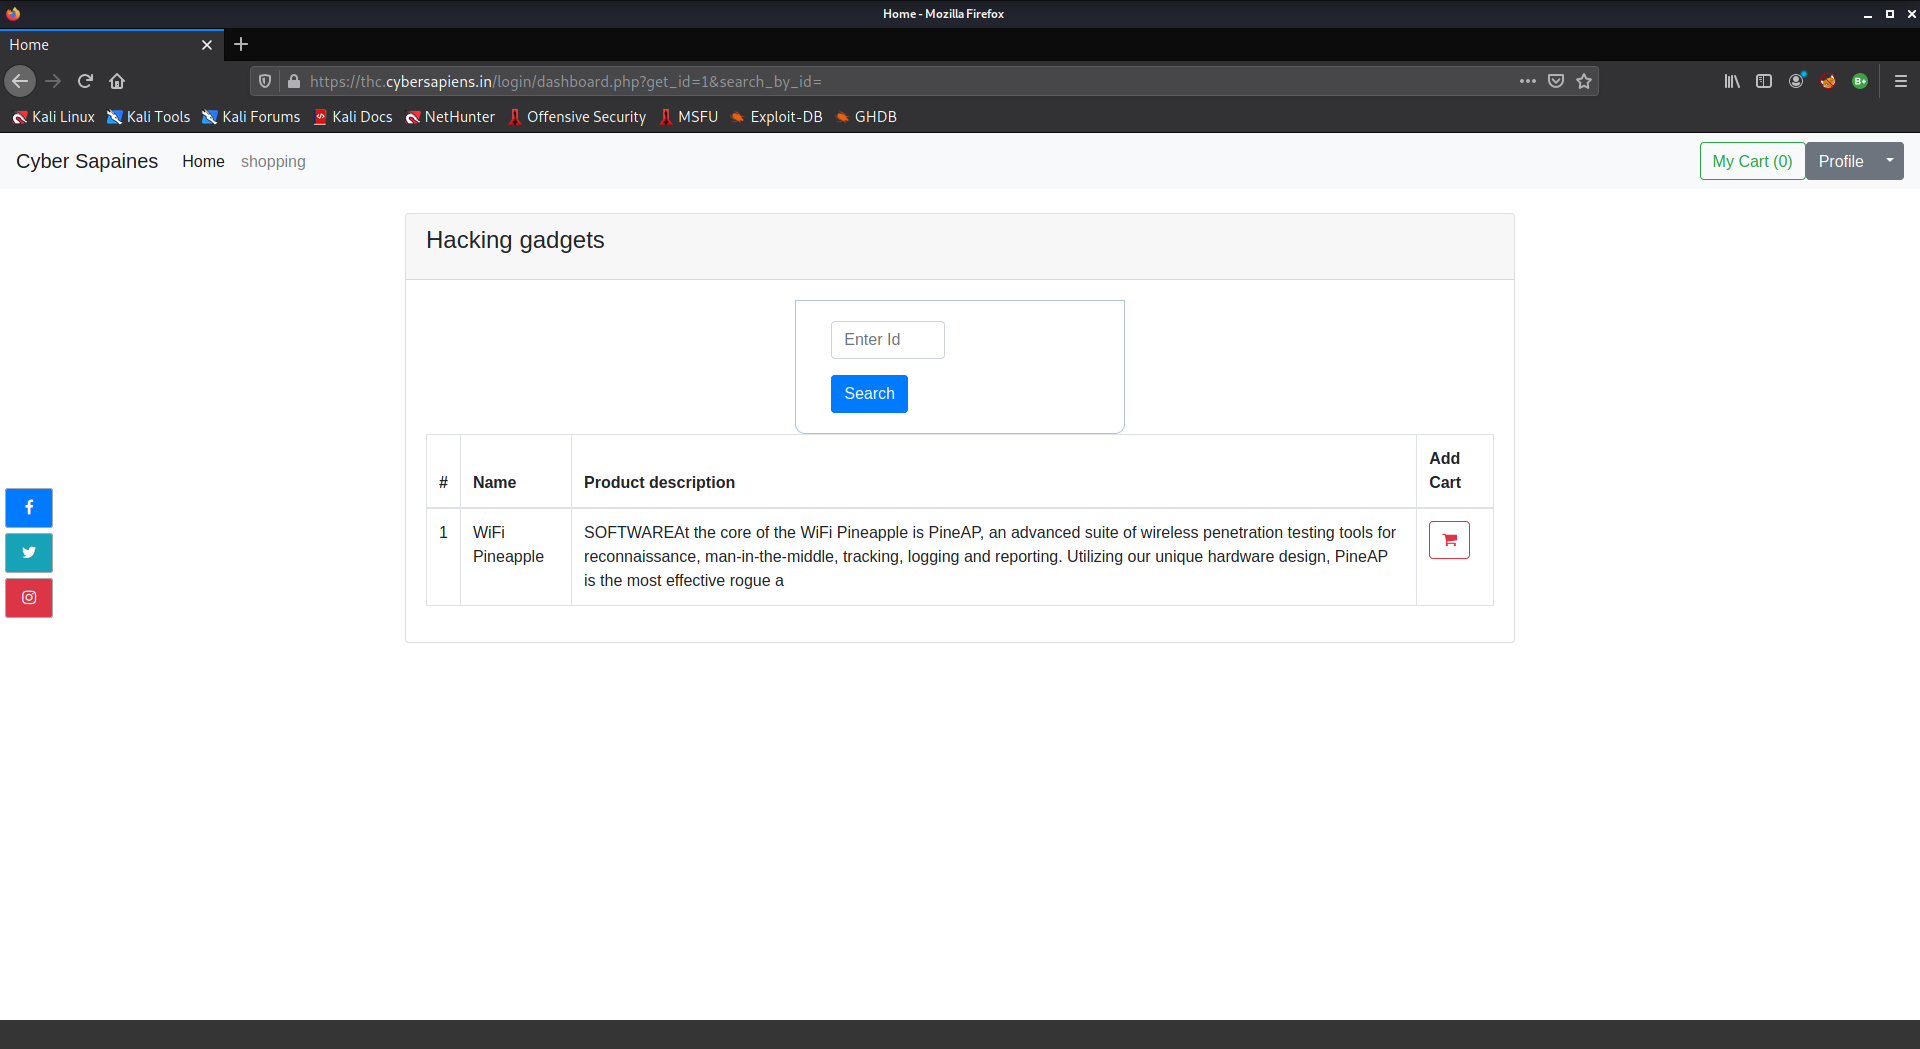 Home - Mozilla Firefox
Home
https://thc.cybersapiens.in/login/dashboard.php?get_id=1&search_by_id=
Kali Linux Kali Tools Kali Forums Kali Docs NetHunter Offensive Security MSFU Exploit-DB GHDB
Cyber Sapaines Home shopping My Cart (0) Profile
Hacking gadgets
Enter Id
Search
# Name Product description Add Cart
1 WiFi Pineapple
SOFTWAREAt the core of the WiFi Pineapple is PineAP, an advanced suite of wireless penetration testing tools for
reconnaissance, man-in-the-middle, tracking, logging and reporting. Utilizing our unique hardware design, PineAP
is the most effective rogue a